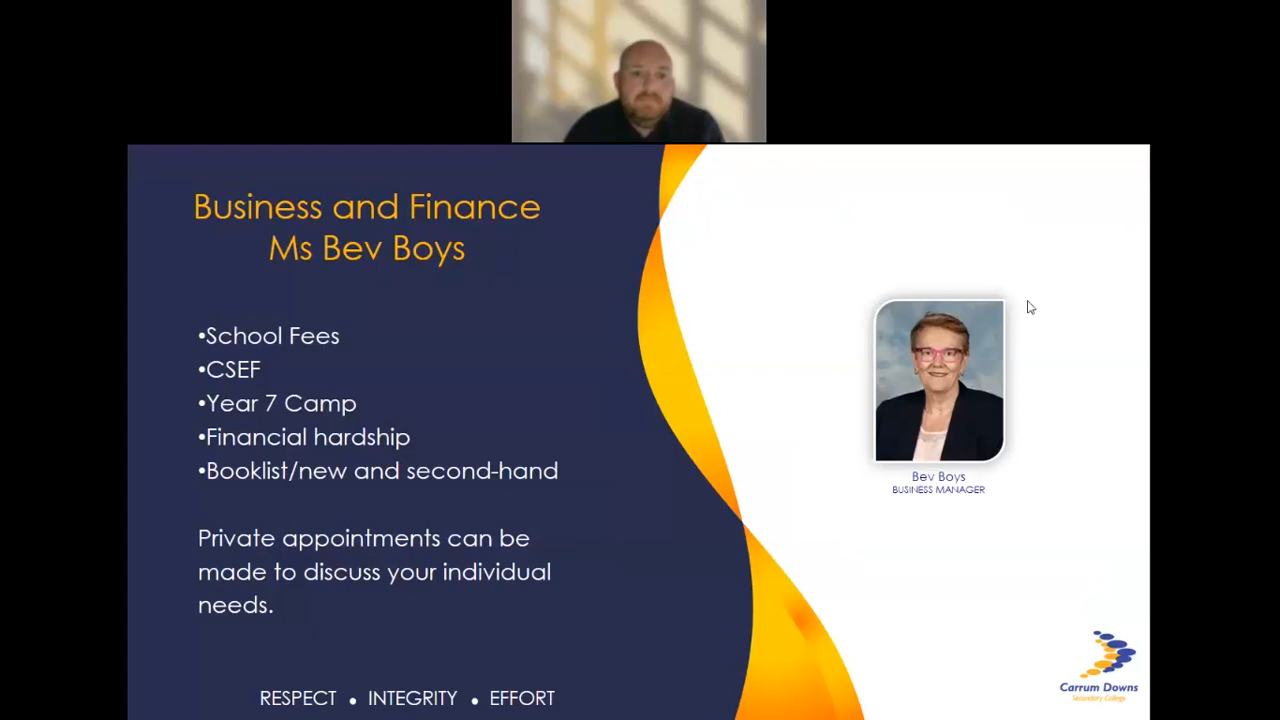 Business and Finance
Ms Bev Boys
•School Fees
•CSEF
•Year 7 Camp
•Financial hardship
•Booklist/new and second-hand
Private appointments can be
made to discuss your individual
needs.
RESPECT • INTEGRITY • EFFORT
Bev Boys
BUSINESS MANAGER
Carrum Downs
Secondary College